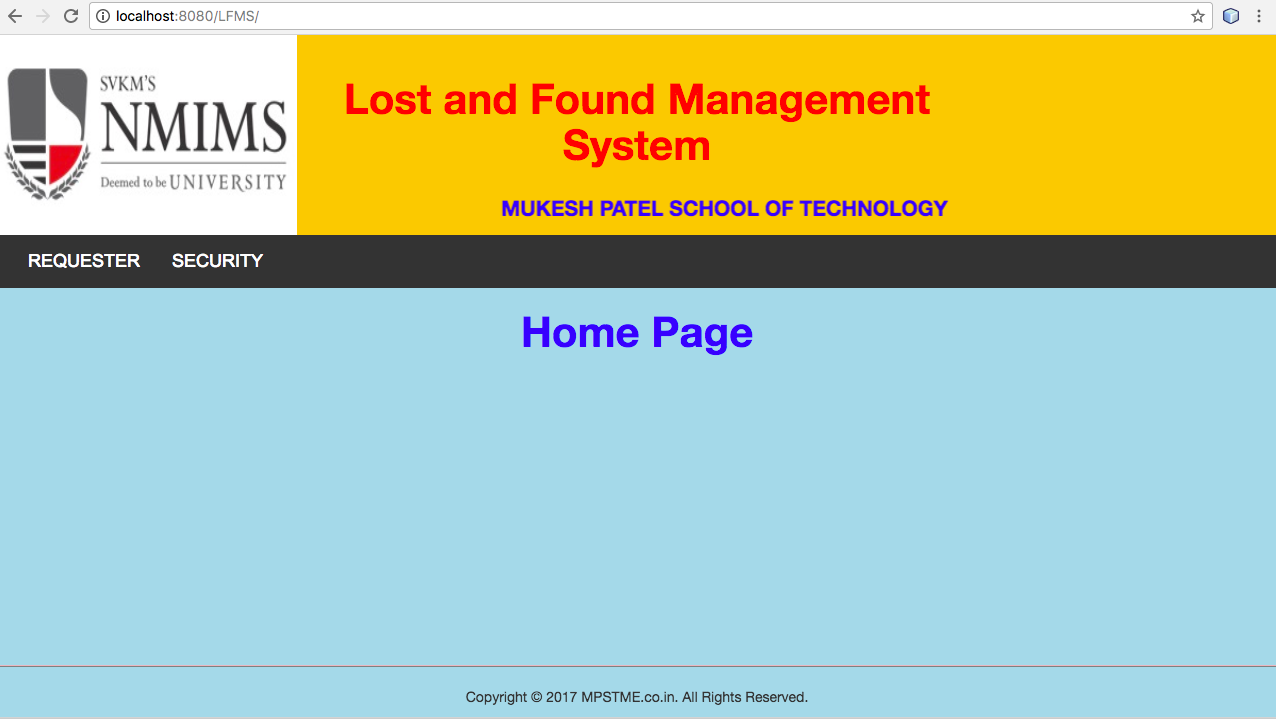 localhost:8080/LFMS/
SVKM'S
NMIMS
Deemed to be UNIVERSITY
Lost and Found Management
System
MUKESH PATEL SCHOOL OF TECHNOLOGY
REQUESTER SECURITY
Home Page
Copyright © 2017 MPSTME.co.in. All Rights Reserved.